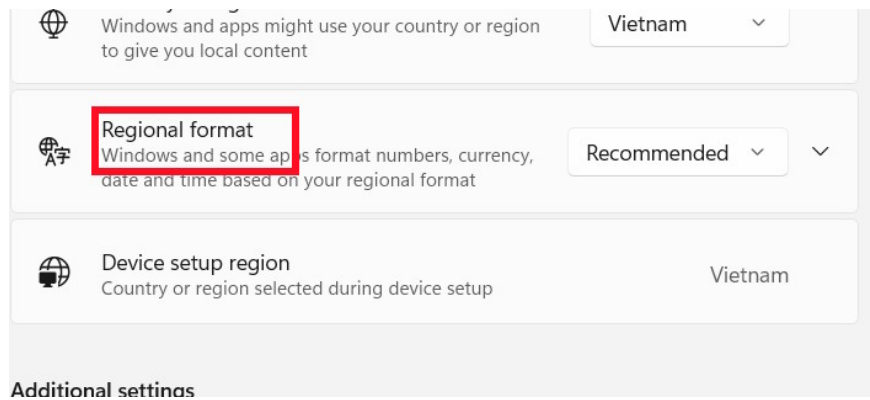 Windows and apps might use your country or region
to give you local content
Vietnam
Regional format
Windows and some apps format numbers, currency,
date and time based on your regional format
Recommended
Device setup region
Country or region selected during device setup
Vietnam
Additional settings